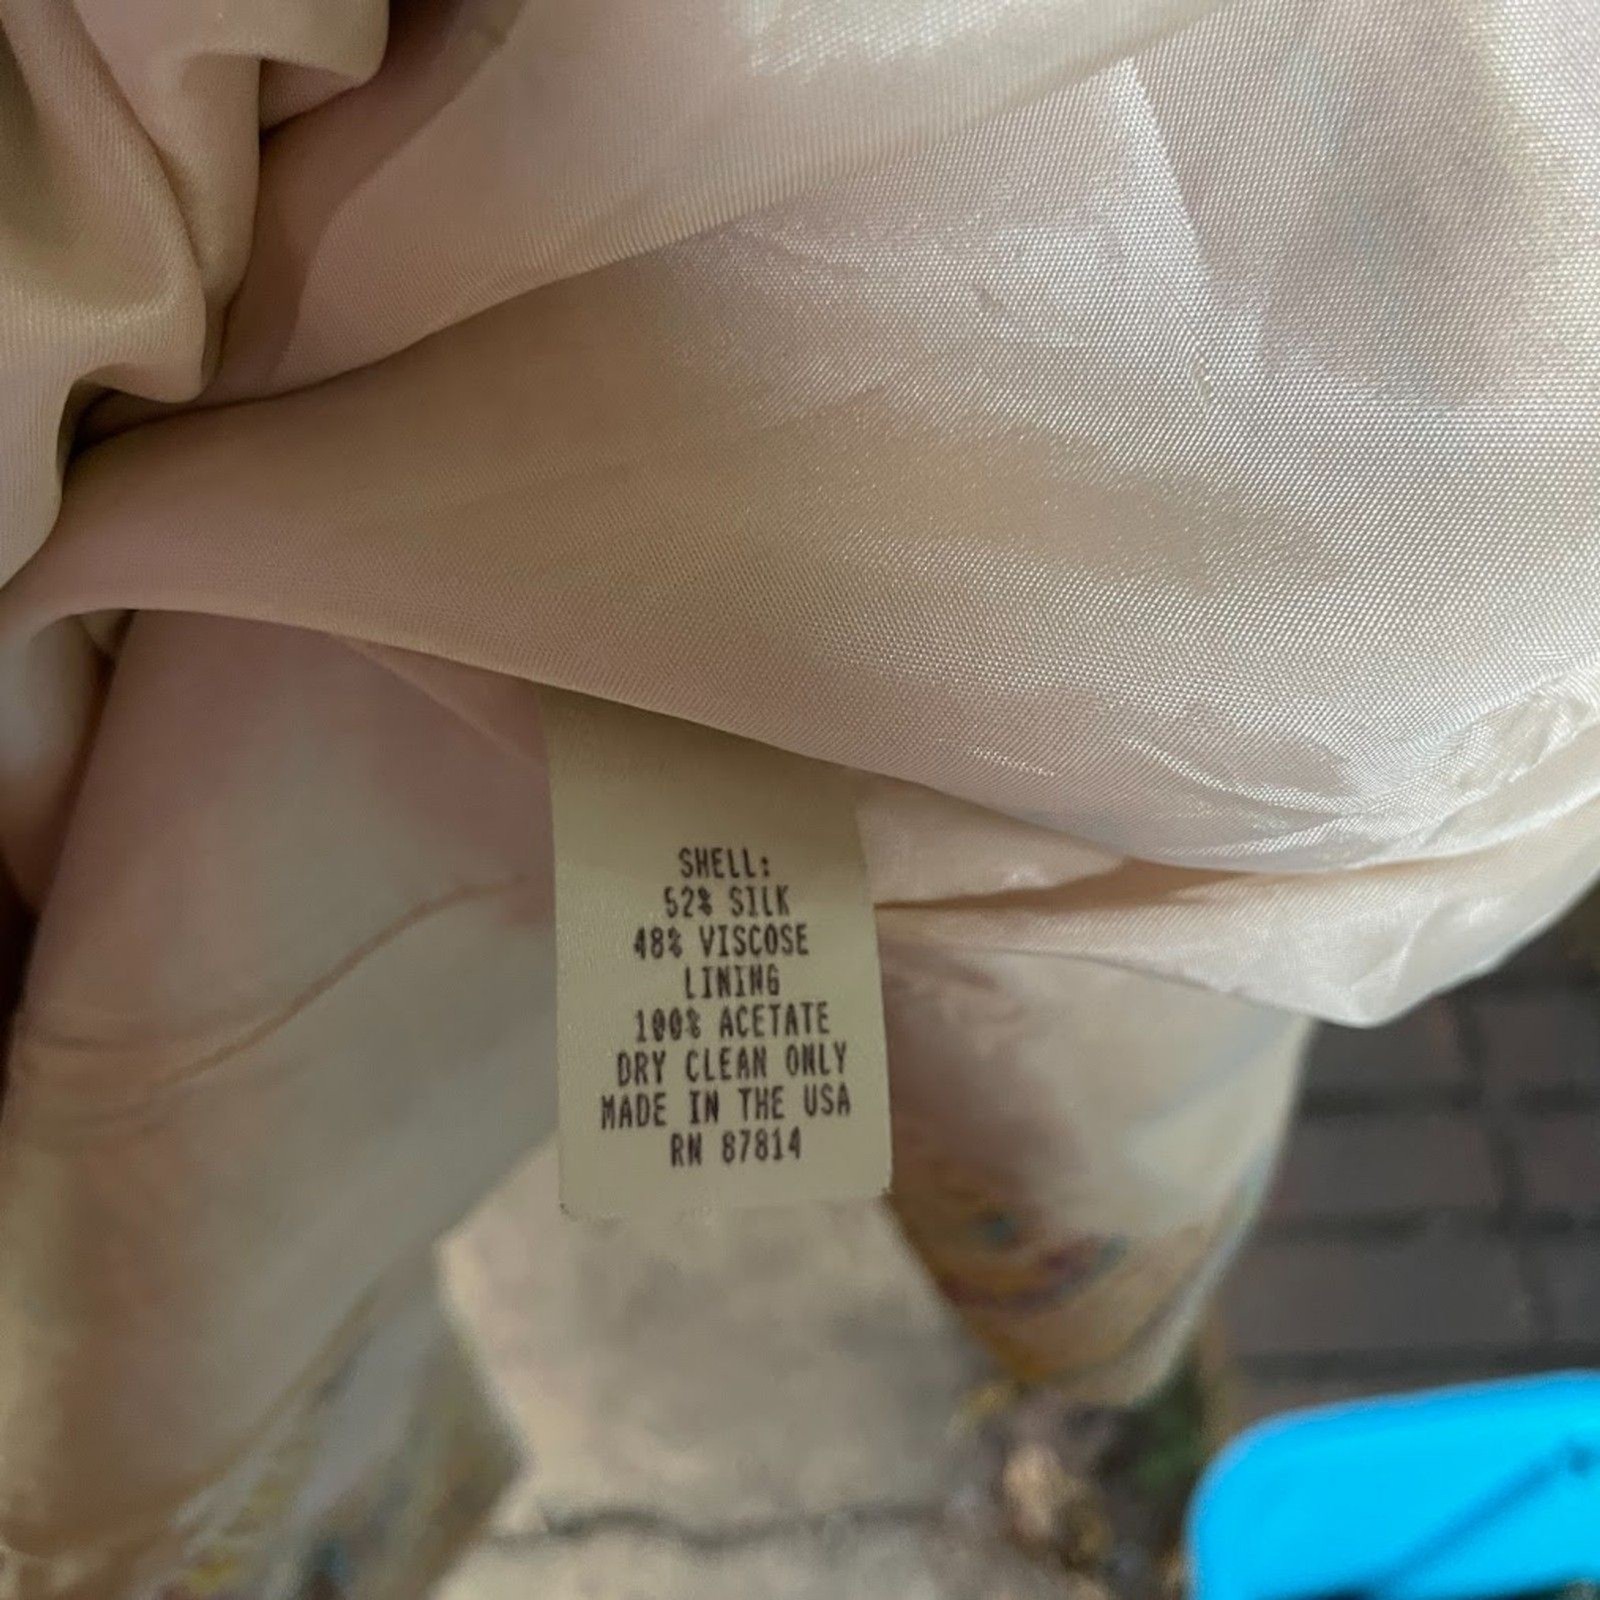 SHELL:
52% SILK
48% VISCOSE
LINING
100% ACETATE
DRY CLEAN ONLY
MADE IN THE USA
RN 87814